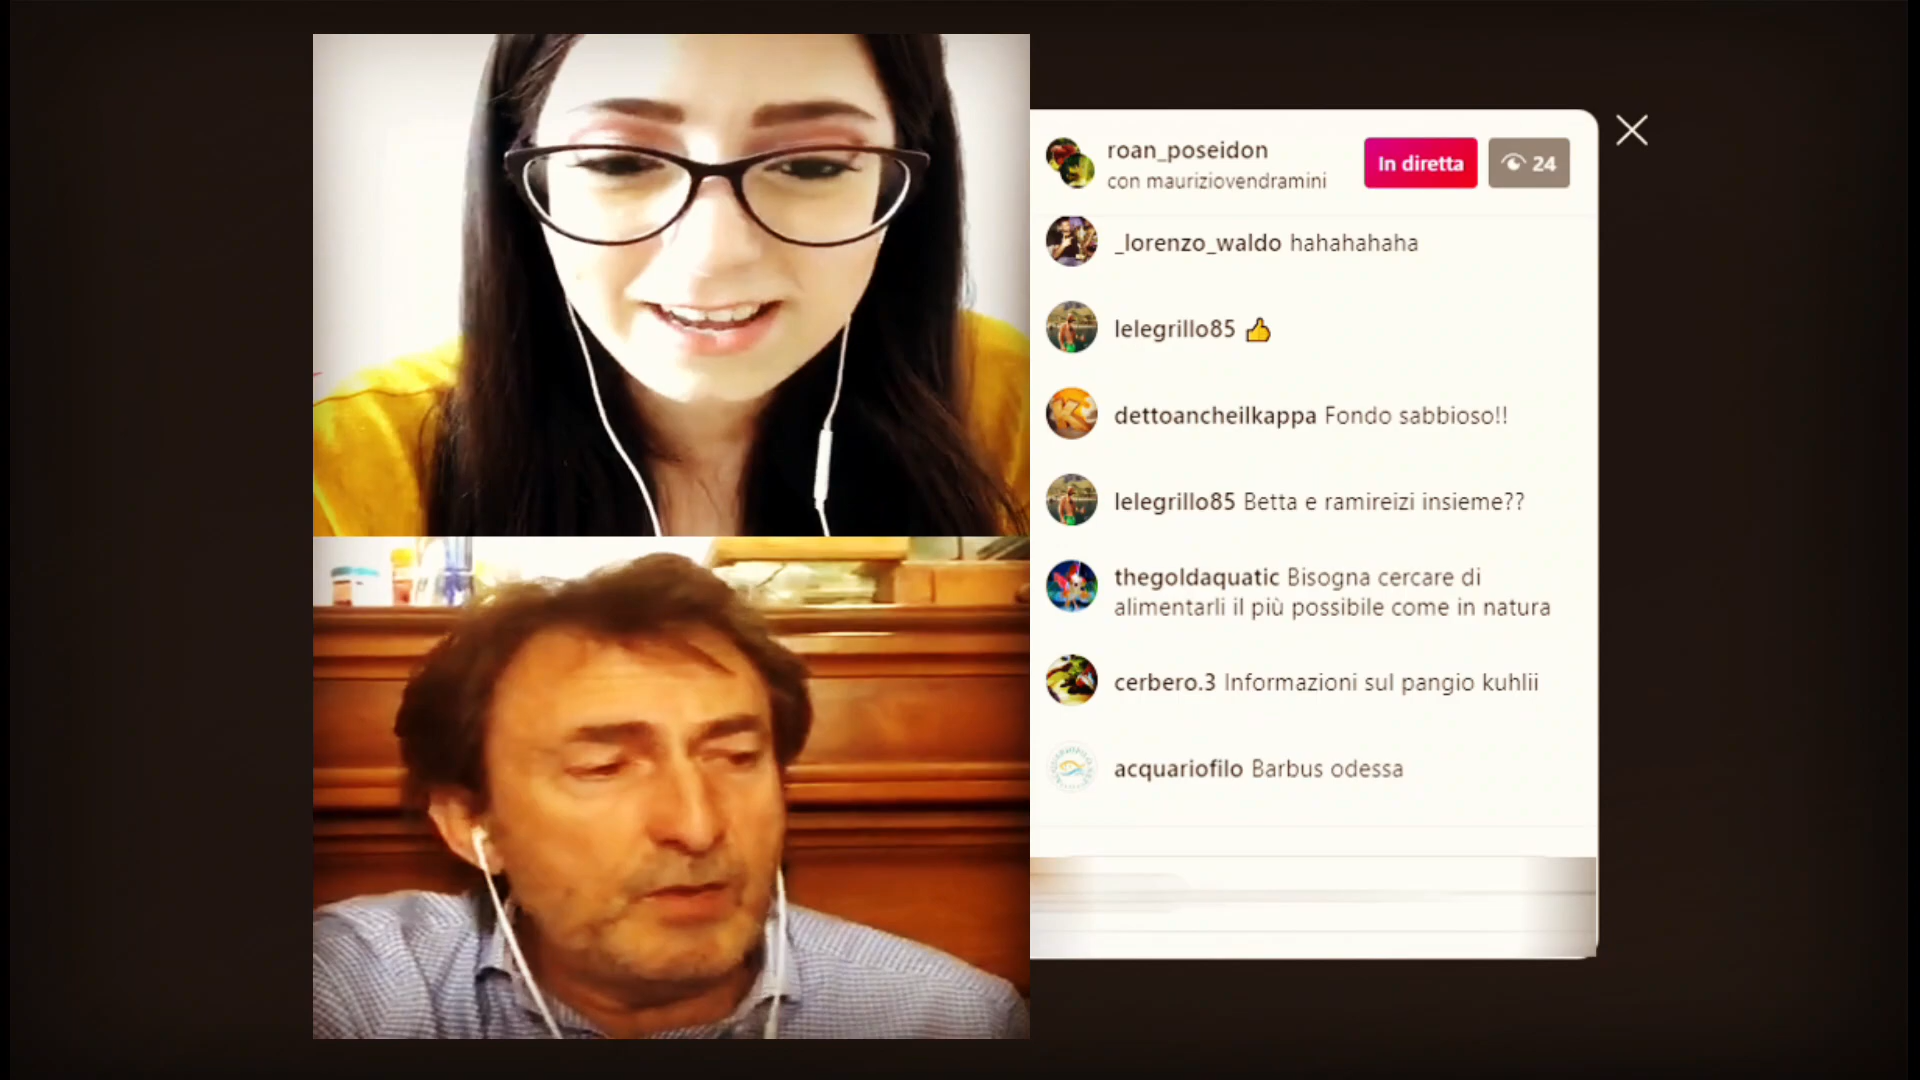 roan_poseidon
con mauriziovendramini
In diretta
24
_lorenzo_waldo hahahahaha
lelegrillo85 👍
dettoancheilkappa Fondo sabbioso!!
lelegrillo85 Betta e ramireizi insieme??
thegoldaquatic Bisogna cercare di
alimentarli il più possibile come in natura
cerbero.3 Informazioni sul pangio kuhlii
acquariofilo Barbus odessa